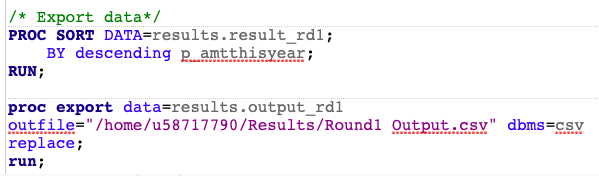 /* Export data*/
PROC SORT DATA=results.result_rd1;
BY descending p_amtthisyear;
RUN;
proc export data=results.output_rd1
outfile="/home/u58717790/Results/Round1 Output.csv" dbms=csv
replace;
run;